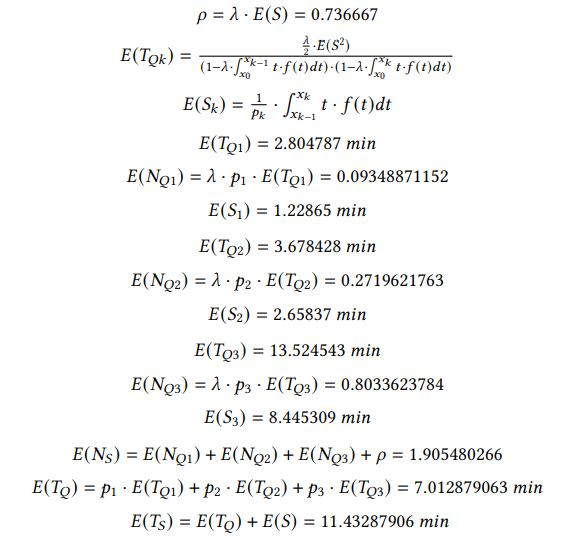 ρ = λ · E(S) = 0.736667
E(T_{Qk}) = \frac{\frac{λ}{2} · E(S^2)}{(1−λ·∫_{x_0}^{x_{k−1}} t·f(t)dt)·(1−λ·∫_{x_0}^{x_k} t·f(t)dt)}
E(S_k) = \frac{1}{p_k} · ∫_{x_{k−1}}^{x_k} t · f(t)dt
E(T_{Q1}) = 2.804787 min
E(N_{Q1}) = λ · p_1 · E(T_{Q1}) = 0.09348871152
E(S_1) = 1.22865 min
E(T_{Q2}) = 3.678428 min
E(N_{Q2}) = λ · p_2 · E(T_{Q2}) = 0.2719621763
E(S_2) = 2.65837 min
E(T_{Q3}) = 13.524543 min
E(N_{Q3}) = λ · p_3 · E(T_{Q3}) = 0.8033623784
E(S_3) = 8.445309 min
E(N_S) = E(N_{Q1}) + E(N_{Q2}) + E(N_{Q3}) + ρ = 1.905480266
E(T_Q) = p_1 · E(T_{Q1}) + p_2 · E(T_{Q2}) + p_3 · E(T_{Q3}) = 7.012879063 min
E(T_S) = E(T_Q) + E(S) = 11.43287906 min